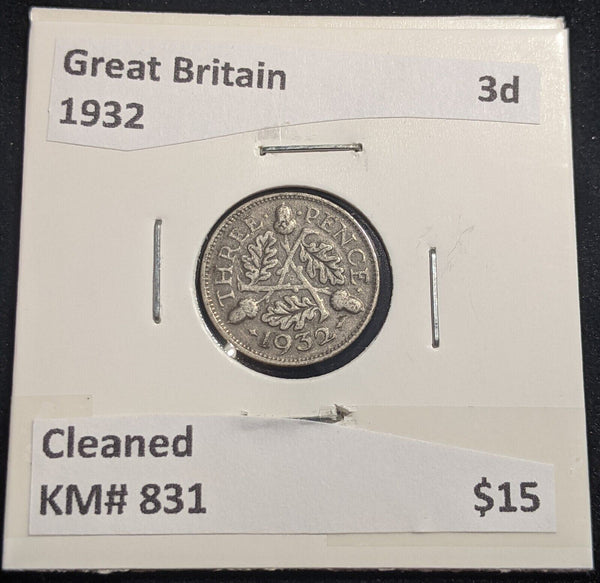 Great Britain
1932 3d
THREE · PENCE ·
· 1932 ·
Cleaned
KM# 831 $15